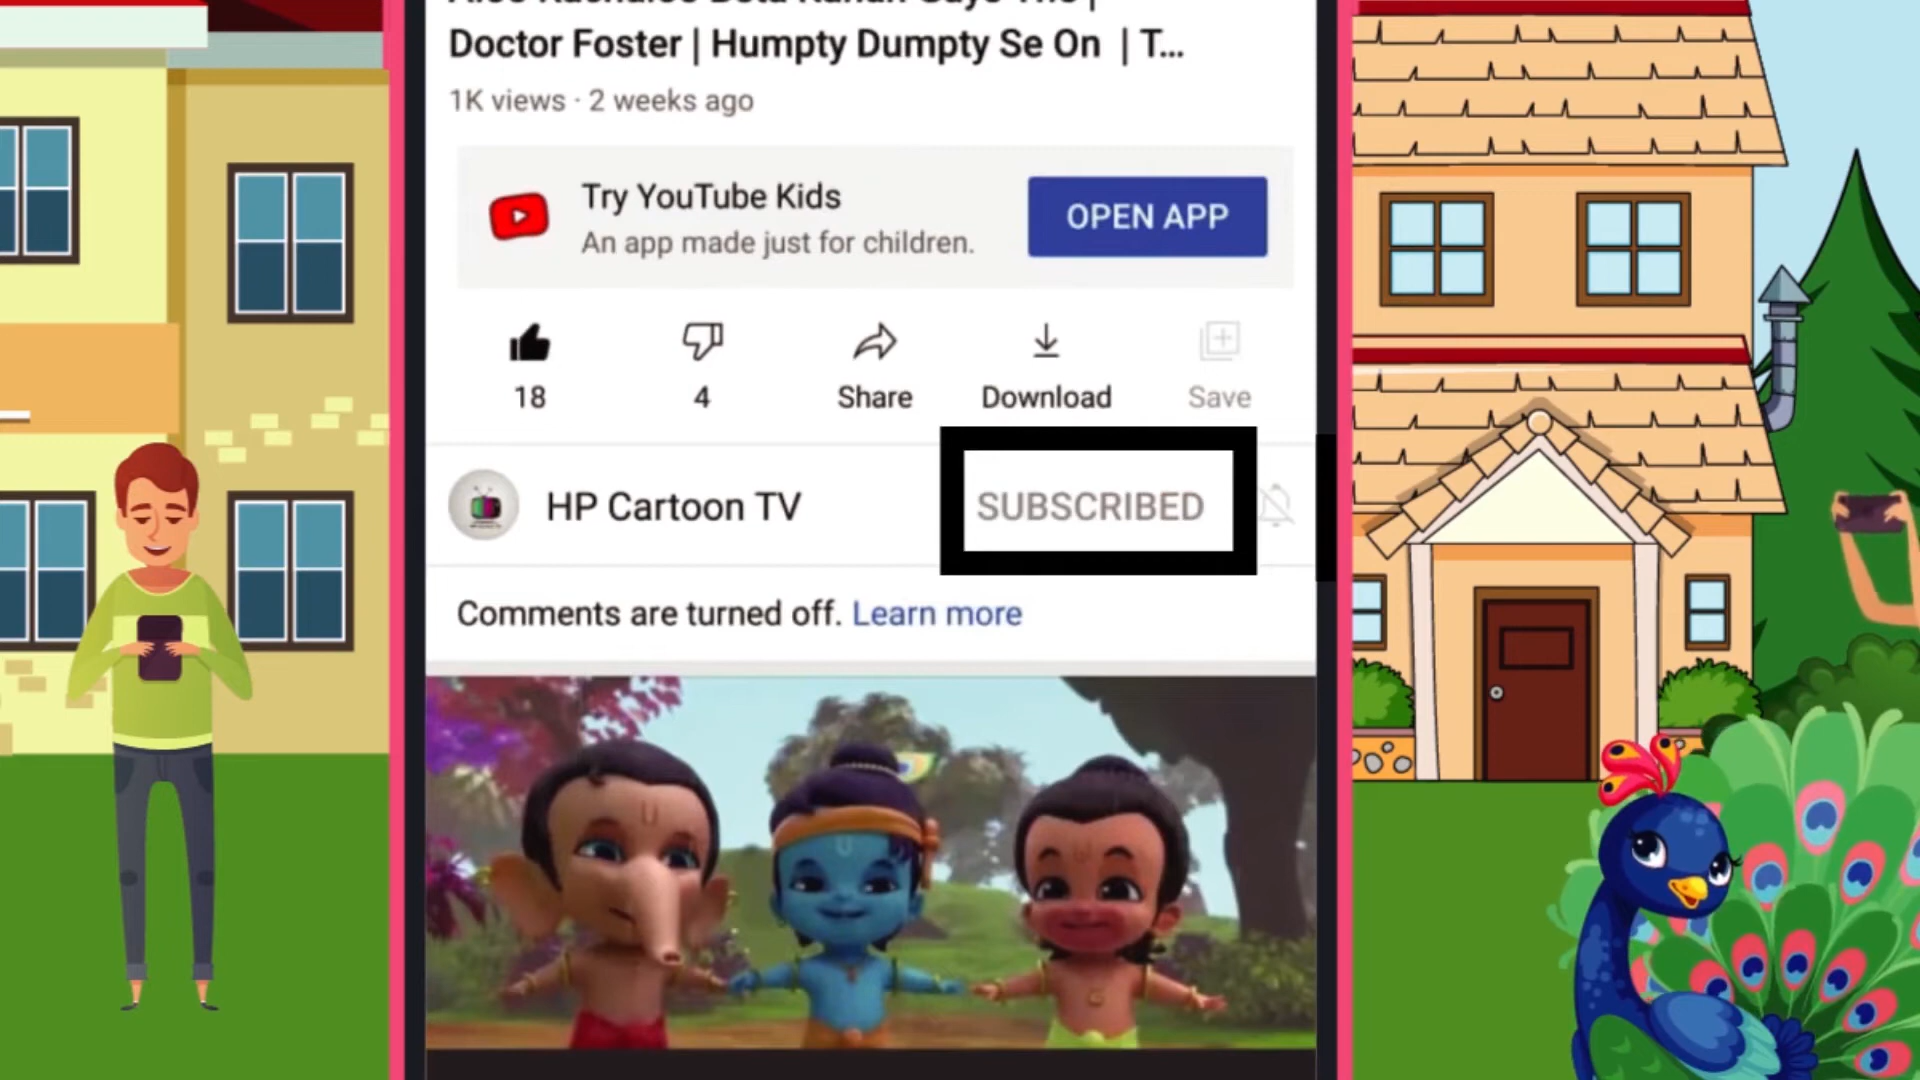 Doctor Foster | Humpty Dumpty Se On | T...
1K views · 2 weeks ago
Try YouTube Kids
An app made just for children.
OPEN APP
18
4
Share
Download
Save
HP Cartoon TV
SUBSCRIBED
Comments are turned off. Learn more